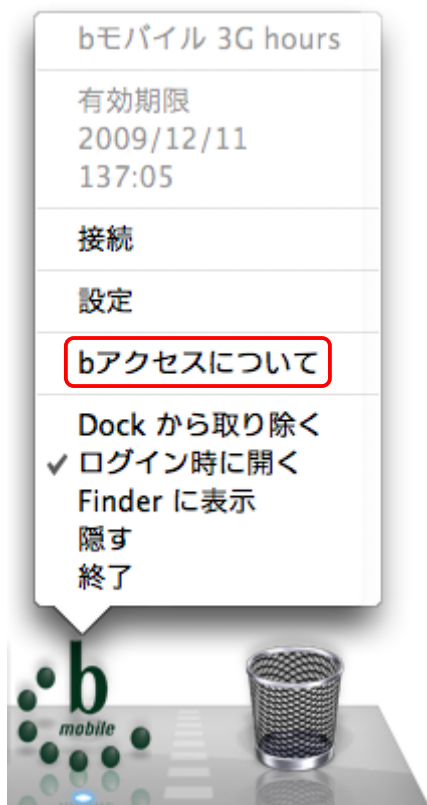 bモバイル 3G hours
有効期限
2009/12/11
137:05
接続
設定
bアクセスについて
Dock から取り除く
ログイン時に開く
Finder に表示
隠す
終了
b
mobile